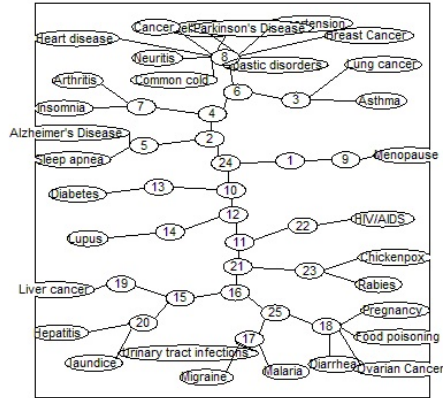 Cancer
Parkinson's Disease
Heart disease
Breast Cancer
Neuritis
8
Lung cancer
Arthritis
Common cold
6
3
Asthma
Insomnia
7
4
Alzheimer's Disease
5
2
Sleep apnea
24
1
9
Menopause
Diabetes
13
10
12
HIV/AIDS
Lupus
14
11
22
Chickenpox
21
23
Rabies
Liver cancer
19
15
16
Pregnancy
Hepatitis
20
25
18
Food poisoning
17
Jaundice
Urinary tract infections
Migraine
Malaria
Diarrhea
Ovarian Cancer